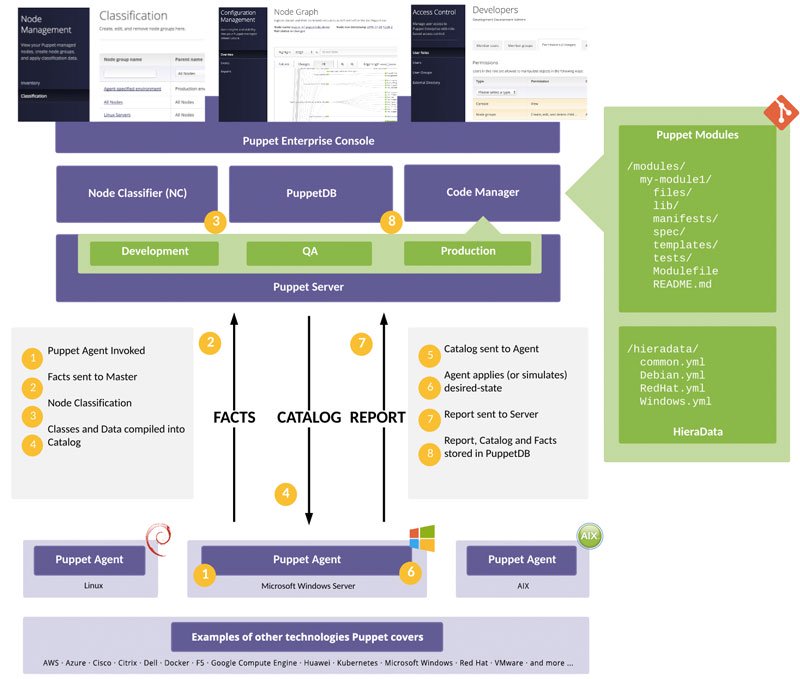 Node
Management
View your Puppet managed
nodes, create node groups,
and apply classification data.
Inventory
Classification
Classification
Create, edit, and remove node groups here.
Node group name
Parent name
All Nodes
Agent-specified environment
Production en
All Nodes
All Nodes
Linux Servers
All Nodes
Configuration
Management
Overview
Node Graph
Access Control
User Roles
Users
User Groups
External Directory
Developers
Member users
Member groups
Permissions
Type
Permission
Please select a type
Console
View
Node groups
Puppet Enterprise Console
Node Classifier (NC)
PuppetDB
Code Manager
3
8
Development
QA
Production
Puppet Server
Puppet Modules
/modules/
my-module1/
files/
lib/
manifests/
spec/
templates/
tests/
Modulefile
README.md
/hieradata/
common.yml
Debian.yml
RedHat.yml
Windows.yml
HieraData
1 Puppet Agent Invoked
2 Facts sent to Master
3 Node Classification
4 Classes and Data compiled into
Catalog
2
7
FACTS CATALOG REPORT
4
5 Catalog sent to Agent
6 Agent applies (or simulates)
desired-state
7 Report sent to Server
8 Report, Catalog and Facts
stored in PuppetDB
Puppet Agent
Linux
Puppet Agent
1
6
Microsoft Windows Server
AIX
Puppet Agent
AIX
Examples of other technologies Puppet covers
AWS · Azure · Cisco · Citrix · Dell · Docker · F5 · Google Compute Engine · Huawei · Kubernetes · Microsoft Windows · Red Hat · VMware · and more ...